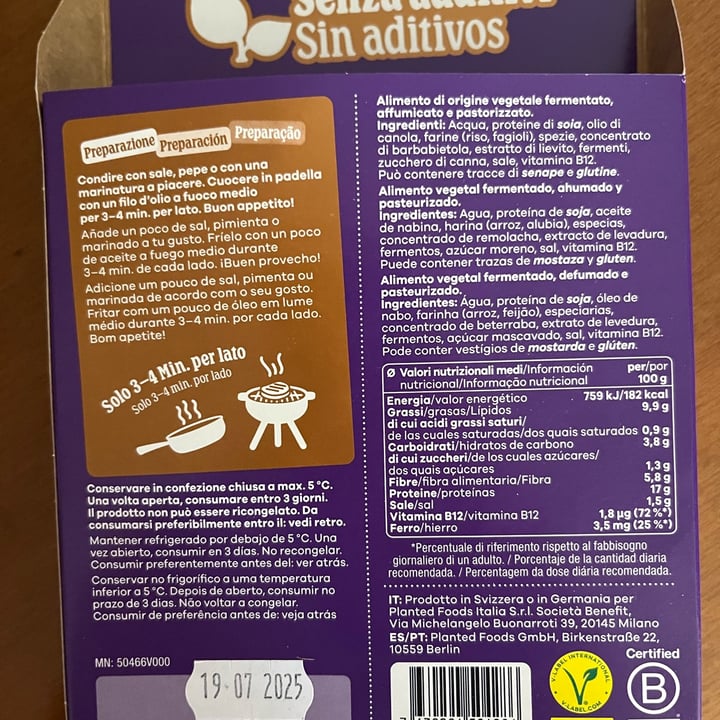 Senza additivi
Sin aditivos
Preparazione Preparación Preparação
Condire con sale, pepe o con una
marinatura a piacere. Cuocere in padella
con un filo d'olio a fuoco medio
per 3–4 min. per lato. Buon appetito!
Añade un poco de sal, pimienta o
marinado a tu gusto. Fríelo con un poco
de aceite a fuego medio durante
3–4 min. de cada lado. ¡Buen provecho!
Adicione um pouco de sal, pimenta ou
marinada de acordo com o seu gosto.
Fritar com um pouco de óleo em lume
médio durante 3–4 min. por cada lado.
Bom apetite!
Solo 3–4 Min. per lato
Solo 3–4 min. por lado
Conservare in confezione chiusa a max. 5 °C.
Una volta aperta, consumare entro 3 giorni.
Il prodotto non può essere ricongelato. Da
consumarsi preferibilmente entro il: vedi retro.
Mantener refrigerado por debajo de 5 °C. Una
vez abierto, consumir en 3 días. No recongelar.
Consumir preferentemente antes del: ver atrás.
Conservar no frigorífico a uma temperatura
inferior a 5 °C. Depois de aberto, consumir no
prazo de 3 dias. Não voltar a congelar.
Consumir de preferência antes de: veja atrás
MN: 50466V000
19·07 2025
Alimento di origine vegetale fermentato,
affumicato e pastorizzato.
Ingredienti: Acqua, proteine di soia, olio di
canola, farine (riso, fagioli), spezie, concentrato
di barbabietola, estratto di lievito, fermenti,
zucchero di canna, sale, vitamina B12.
Può contenere tracce di senape e glutine.
Alimento vegetal fermentado, ahumado y
pasteurizado.
Ingredientes: Agua, proteína de soja, aceite
de nabina, harina (arroz, alubia), especias,
concentrado de remolacha, extracto de levadura,
fermentos, azúcar moreno, sal, vitamina B12.
Puede contener trazas de mostaza y gluten.
Alimento vegetal fermentado, defumado e
pasteurizado.
Ingredientes: Água, proteína de soja, óleo de
nabo, farinha (arroz, feijão), especiarias,
concentrado de beterraba, extrato de levedura,
fermentos, açúcar mascavado, sal, vitamina B12.
Pode conter vestígios de mostarda e glúten.
Ø Valori nutrizionali medi/Información per/por
nutricional/Informação nutricional 100 g
Energia/valor energético 759 kJ/182 kcal
Grassi/grasas/Lípidos 9,9 g
di cui acidi grassi saturi/
de las cuales saturadas/dos quais saturados 0,9 g
Carboidrati/hidratos de carbono 3,8 g
di cui zuccheri/de los cuales azúcares/
dos quais açúcares 1,3 g
Fibre/fibra alimentaria/Fibra 5,8 g
Proteine/proteínas 17 g
Sale/sal 1,5 g
Vitamina B12/vitamina B12 1,8 µg (72 %*)
Ferro/hierro 3,5 mg (25 %*)
*Percentuale di riferimento rispetto al fabbisogno
giornaliero di un adulto. / Porcentaje de la cantidad diaria
recomendada. / Percentagem da dose diária recomendada.
IT: Prodotto in Svizzera o in Germania per
Planted Foods Italia S.r.l. Società Benefit,
Via Michelangelo Buonarroti 39, 20145 Milano
ES/PT: Planted Foods GmbH, Birkenstraße 22,
10559 Berlin
Certified
B
V-LABEL INTERNATIONAL
V-LABEL.COM